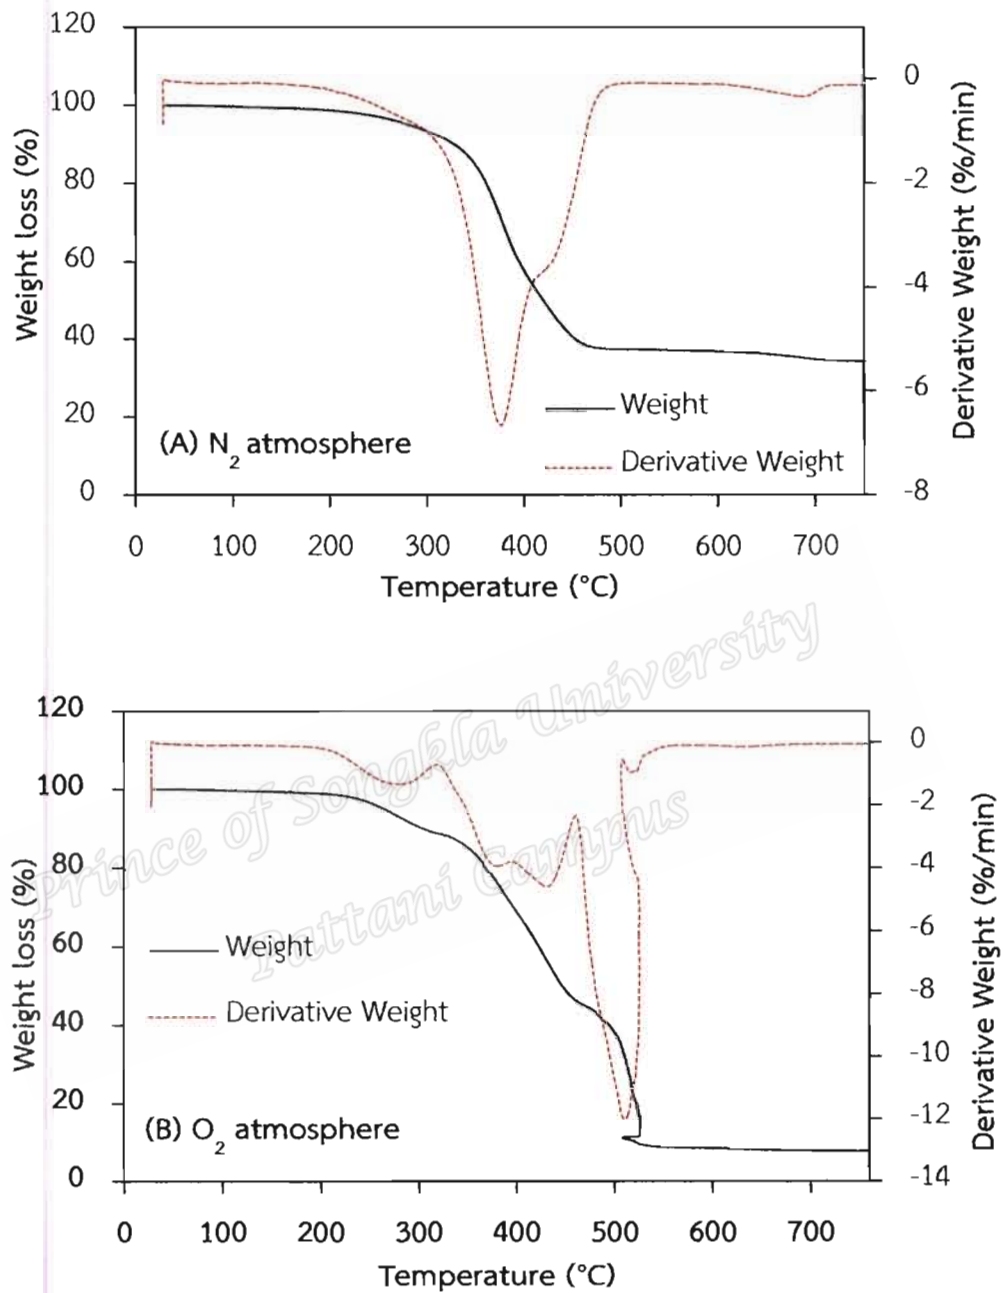 120
100
80
60
40
20
0
Weight loss (%)
0
-2
-4
-6
-8
Derivative Weight (%/min)
Weight
Derivative Weight
(A) N2 atmosphere
0 100 200 300 400 500 600 700
Temperature (°C)
120
100
80
60
40
20
0
Weight loss (%)
0
-2
-4
-6
-8
-10
-12
-14
Derivative Weight (%/min)
Weight
Derivative Weight
(B) O2 atmosphere
0 100 200 300 400 500 600 700
Temperature (°C)
Prince of Songkla University
Pattani Campus